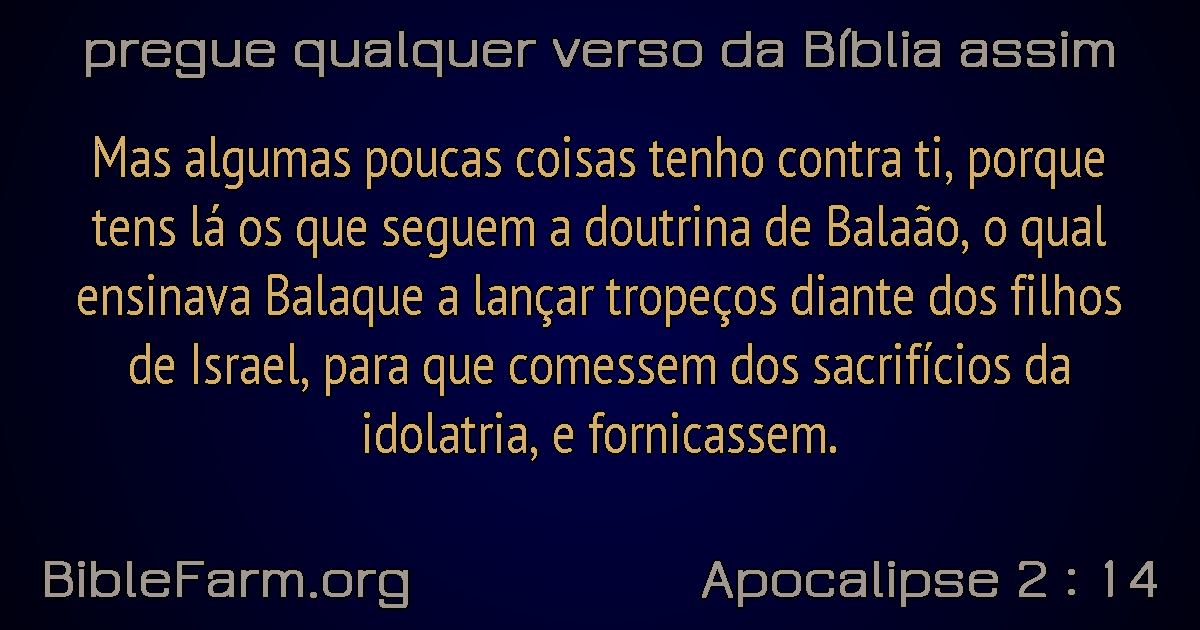 pregue qualquer verso da Bíblia assim
Mas algumas poucas coisas tenho contra ti, porque
tens lá os que seguem a doutrina de Balaão, o qual
ensinava Balaque a lançar tropeços diante dos filhos
de Israel, para que comessem dos sacrifícios da
idolatria, e fornicassem.
BibleFarm.org
Apocalipse 2 : 14